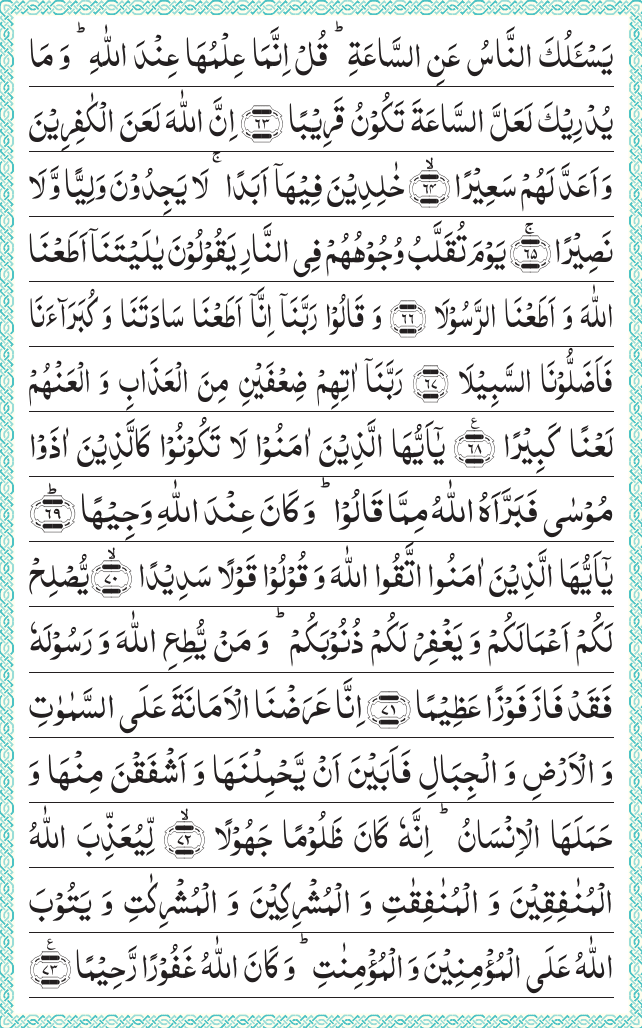 يَسْـَٔلُكَ النَّاسُ عَنِ السَّاعَةِ ؕ قُلْ اِنَّمَا عِلْمُهَا عِنْدَ اللّٰهِ ؕ وَ مَا
يُدْرِيْكَ لَعَلَّ السَّاعَةَ تَكُوْنُ قَرِيْبًا ﴿۶۳﴾ اِنَّ اللّٰهَ لَعَنَ الْكٰفِرِيْنَ
وَ اَعَدَّ لَهُمْ سَعِيْرًا ﴿ۙ۶۴﴾ خٰلِدِيْنَ فِيْهَاۤ اَبَدًا ۚ لَا يَجِدُوْنَ وَلِيًّا وَّ لَا
نَصِيْرًا ﴿ۚ۶۵﴾ يَوْمَ تُقَلَّبُ وُجُوْهُهُمْ فِى النَّارِ يَقُوْلُوْنَ يٰلَيْتَنَاۤ اَطَعْنَا
اللّٰهَ وَ اَطَعْنَا الرَّسُوْلَا ﴿۶۶﴾ وَ قَالُوْا رَبَّنَاۤ اِنَّاۤ اَطَعْنَا سَادَتَنَا وَ كُبَرَآءَنَا
فَاَضَلُّوْنَا السَّبِيْلَا ﴿۶۷﴾ رَبَّنَاۤ اٰتِهِمْ ضِعْفَيْنِ مِنَ الْعَذَابِ وَ الْعَنْهُمْ
لَعْنًا كَبِيْرًا ﴿۶۸﴾ يٰۤاَيُّهَا الَّذِيْنَ اٰمَنُوْا لَا تَكُوْنُوْا كَالَّذِيْنَ اٰذَوْا
مُوْسٰى فَبَرَّاَهُ اللّٰهُ مِمَّا قَالُوْا ؕ وَ كَانَ عِنْدَ اللّٰهِ وَجِيْهًا ﴿ؕ۶۹﴾
يٰۤاَيُّهَا الَّذِيْنَ اٰمَنُوا اتَّقُوا اللّٰهَ وَ قُوْلُوْا قَوْلًا سَدِيْدًا ﴿ۙ۷۰﴾ يُّصْلِحْ
لَكُمْ اَعْمَالَكُمْ وَ يَغْفِرْ لَكُمْ ذُنُوْبَكُمْ ؕ وَ مَنْ يُّطِعِ اللّٰهَ وَ رَسُوْلَهٗ
فَقَدْ فَازَ فَوْزًا عَظِيْمًا ﴿۷۱﴾ اِنَّا عَرَضْنَا الْاَمَانَةَ عَلَى السَّمٰوٰتِ
وَ الْاَرْضِ وَ الْجِبَالِ فَاَبَيْنَ اَنْ يَّحْمِلْنَهَا وَ اَشْفَقْنَ مِنْهَا وَ
حَمَلَهَا الْاِنْسَانُ ؕ اِنَّهٗ كَانَ ظَلُوْمًا جَهُوْلًا ﴿ۙ۷۲﴾ لِّيُعَذِّبَ اللّٰهُ
الْمُنٰفِقِيْنَ وَ الْمُنٰفِقٰتِ وَ الْمُشْرِكِيْنَ وَ الْمُشْرِكٰتِ وَ يَتُوْبَ
اللّٰهُ عَلَى الْمُؤْمِنِيْنَ وَ الْمُؤْمِنٰتِ ؕ وَ كَانَ اللّٰهُ غَفُوْرًا رَّحِيْمًا ﴿۷۳﴾